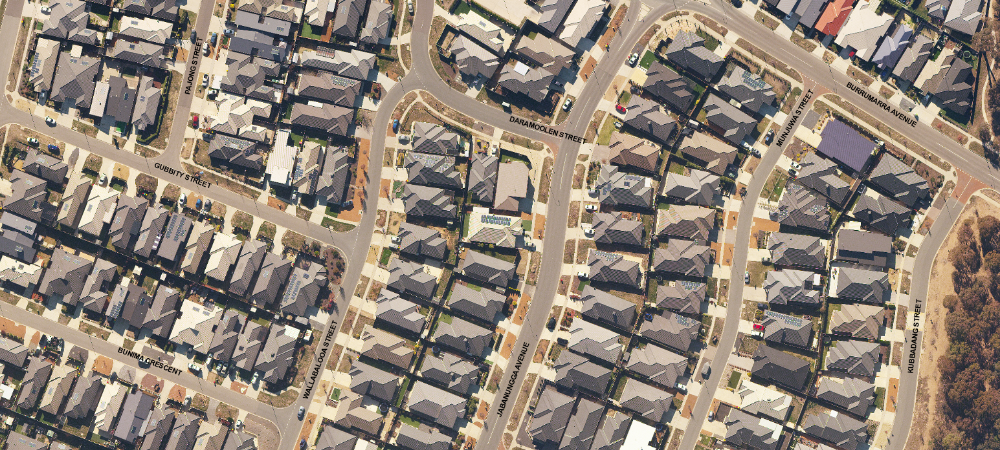 PAJONG STREET
DARAMOOLEN STREET
MUNJUWA STREET
BURRUMARRA AVENUE
GUBBITY STREET
BUNIMA CRESCENT
WALLABALOOA STREET
JABANUNGGA AVENUE
KUBBADANG STREET